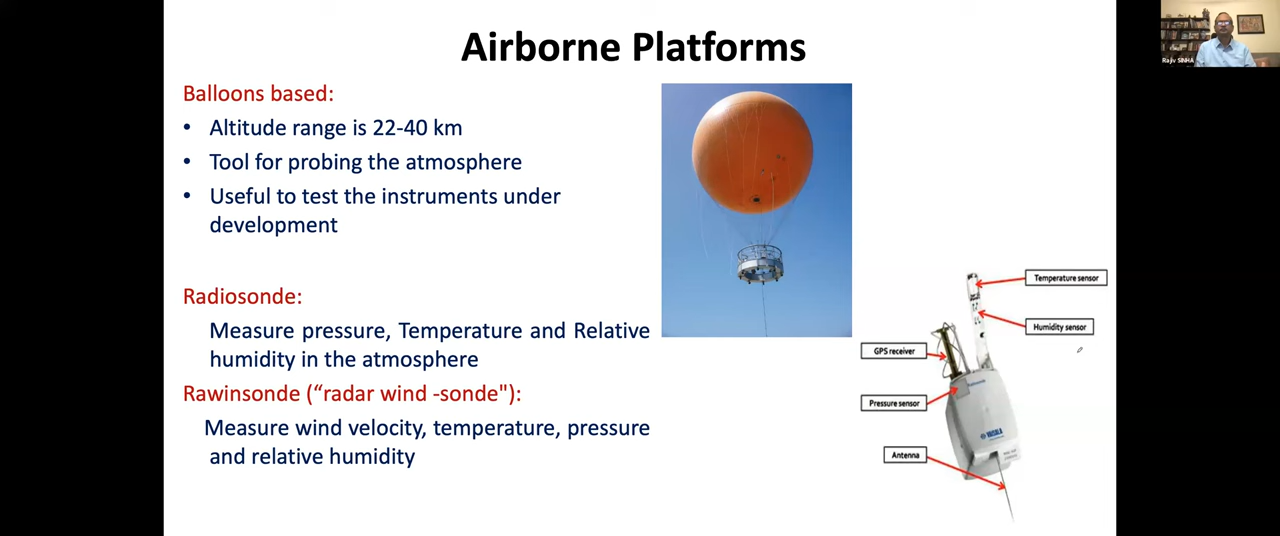 Airborne Platforms
Rajiv SINHA
Balloons based:
• Altitude range is 22-40 km
• Tool for probing the atmosphere
• Useful to test the instruments under
development
Radiosonde:
Measure pressure, Temperature and Relative
humidity in the atmosphere
Rawinsonde (“radar wind -sonde"):
Measure wind velocity, temperature, pressure
and relative humidity
Temperature sensor
Humidity sensor
GPS receiver
Pressure sensor
VAISALA
Antenna